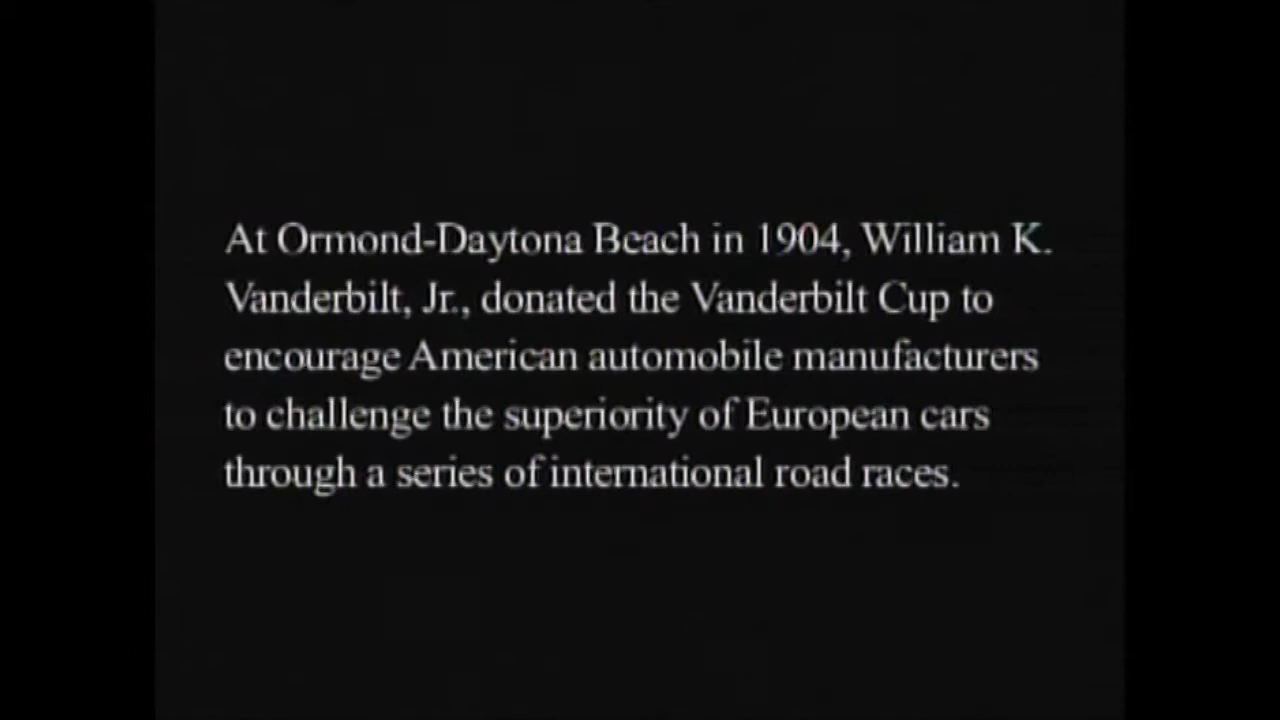 At Ormond-Daytona Beach in 1904, William K.
Vanderbilt, Jr., donated the Vanderbilt Cup to
encourage American automobile manufacturers
to challenge the superiority of European cars
through a series of international road races.